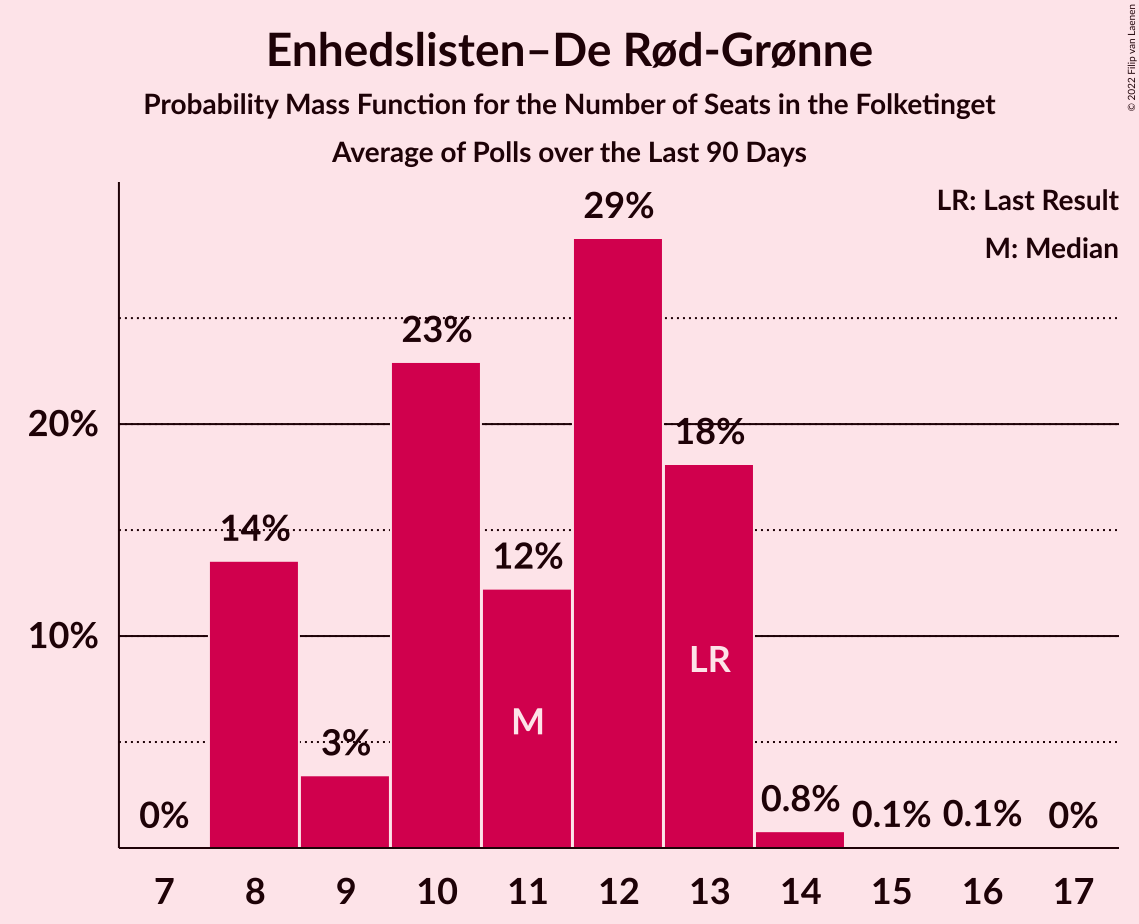 Enhedslisten–De Rød-Grønne
Probability Mass Function for the Number of Seats in the Folketinget
Average of Polls over the Last 90 Days
© 2022 Filip van Laenen
LR: Last Result
M: Median
29%
23%
20%
18%
14%
12%
10%
LR
M
3%
0%
0.8%
0.1%
0.1%
0%
7 8 9 10 11 12 13 14 15 16 17